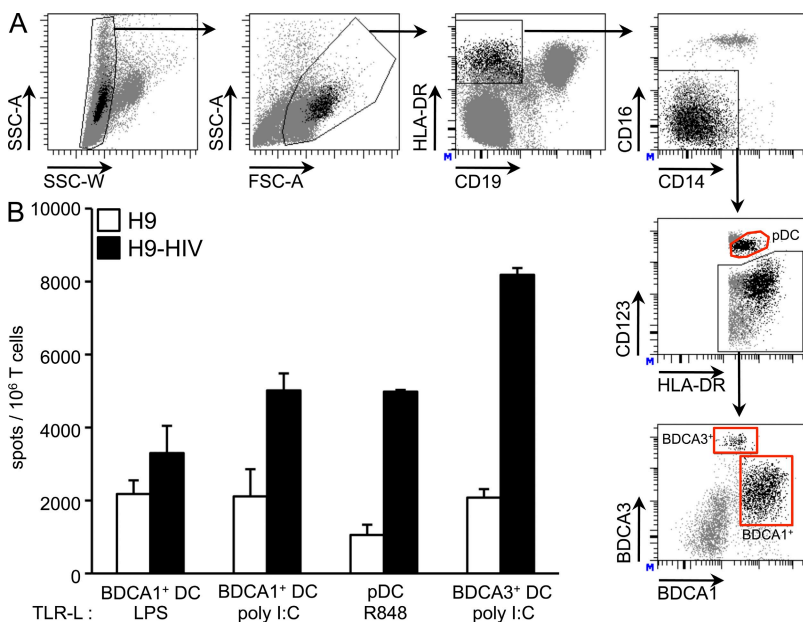 A
SSC-A
SSC-W
SSC-A
FSC-A
HLA-DR
M
CD19
CD16
M
CD14
pDC
CD123
M
HLA-DR
BDCA3+
BDCA1+
BDCA3
M
BDCA1
B
10000
8000
6000
4000
2000
0
spots / 10⁶ T cells
H9
H9-HIV
BDCA1⁺ DC BDCA1⁺ DC pDC BDCA3⁺ DC
TLR-L : LPS poly I:C R848 poly I:C